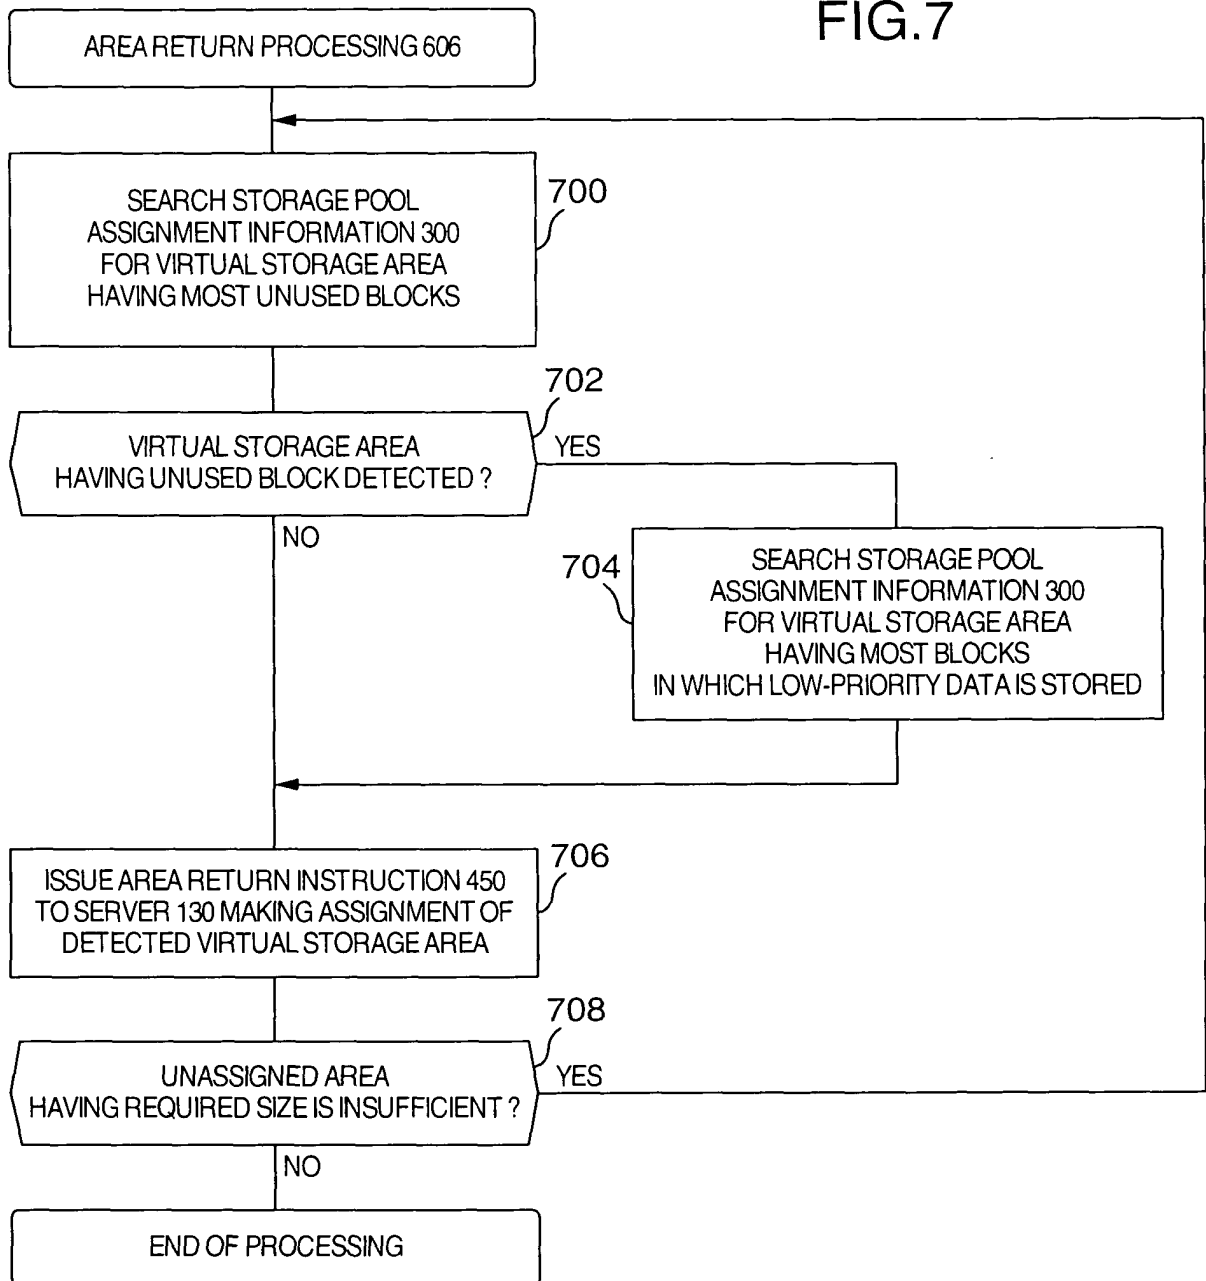 FIG.7
AREA RETURN PROCESSING 606
SEARCH STORAGE POOL
ASSIGNMENT INFORMATION 300
FOR VIRTUAL STORAGE AREA
HAVING MOST UNUSED BLOCKS
700
702
VIRTUAL STORAGE AREA
HAVING UNUSED BLOCK DETECTED ?
YES
NO
704
SEARCH STORAGE POOL
ASSIGNMENT INFORMATION 300
FOR VIRTUAL STORAGE AREA
HAVING MOST BLOCKS
IN WHICH LOW-PRIORITY DATA IS STORED
706
ISSUE AREA RETURN INSTRUCTION 450
TO SERVER 130 MAKING ASSIGNMENT OF
DETECTED VIRTUAL STORAGE AREA
708
UNASSIGNED AREA
HAVING REQUIRED SIZE IS INSUFFICIENT ?
YES
NO
END OF PROCESSING